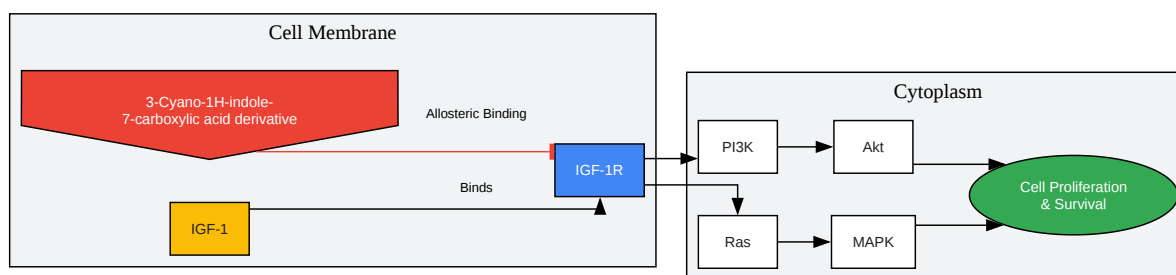 Cell Membrane
3-Cyano-1H-indole-
7-carboxylic acid derivative
Allosteric Binding
IGF-1R
Binds
IGF-1
Cytoplasm
PI3K
Akt
Cell Proliferation
& Survival
Ras
MAPK